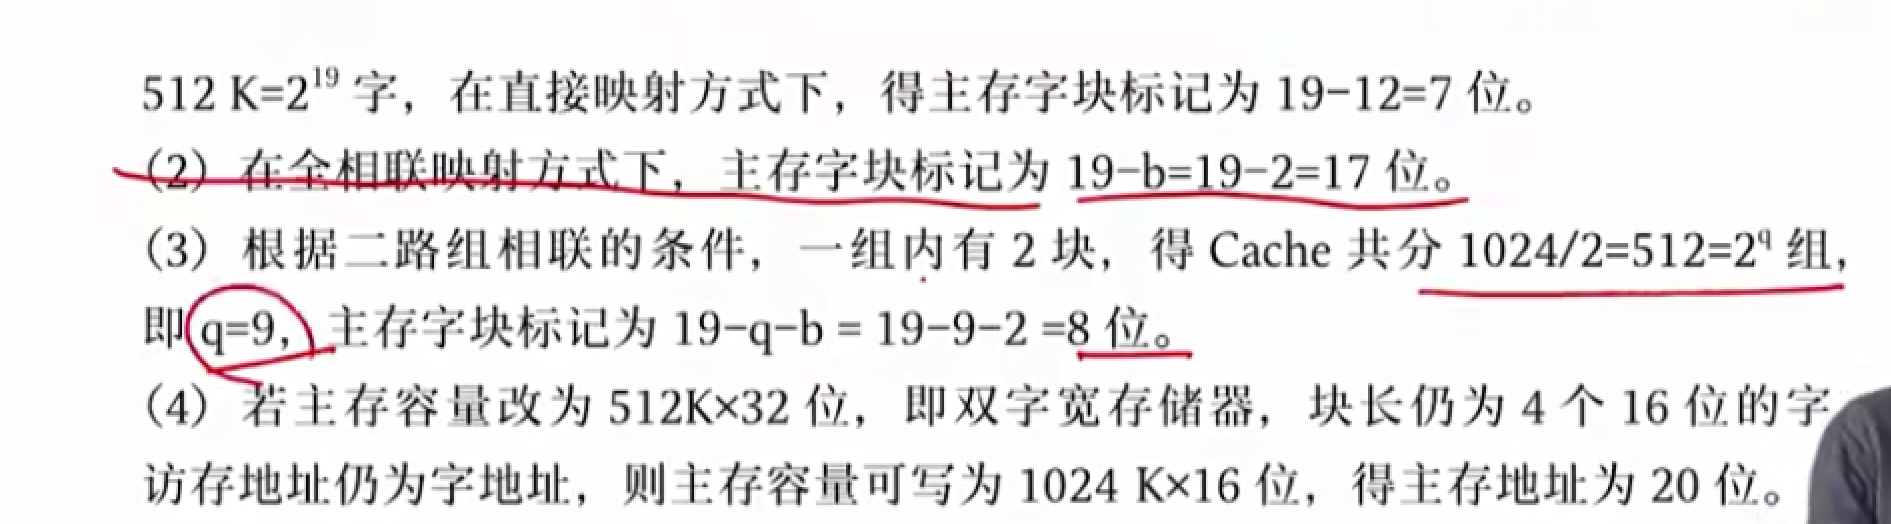 512 K=2¹⁹ 字，在直接映射方式下，得主存字块标记为 19−12=7 位。
（2）在全相联映射方式下，主存字块标记为 19−b=19−2=17 位。
（3）根据二路组相联的条件，一组内有 2 块，得 Cache 共分 1024/2=512=2^q 组，
即 q=9，主存字块标记为 19−q−b = 19−9−2 =8 位。
（4）若主存容量改为 512K×32 位，即双字宽存储器，块长仍为 4 个 16 位的字
访存地址仍为字地址，则主存容量可写为 1024 K×16 位，得主存地址为 20 位。